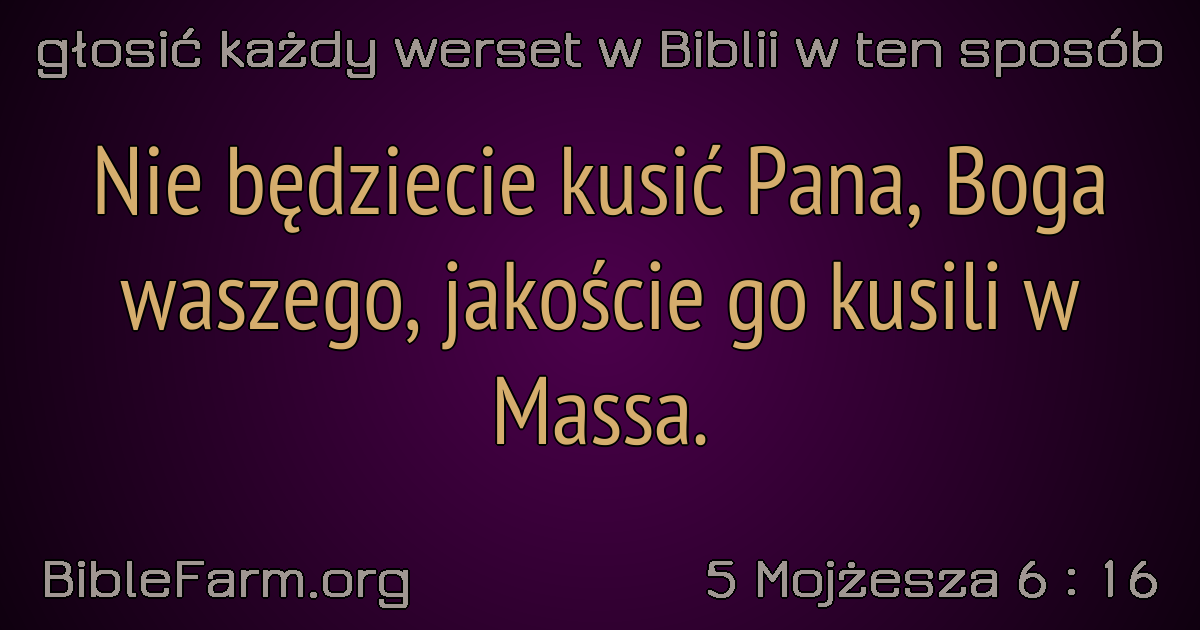 głosić każdy werset w Biblii w ten sposób
Nie będziecie kusić Pana, Boga
waszego, jakoście go kusili w
Massa.
BibleFarm.org
5 Mojżesza 6 : 16